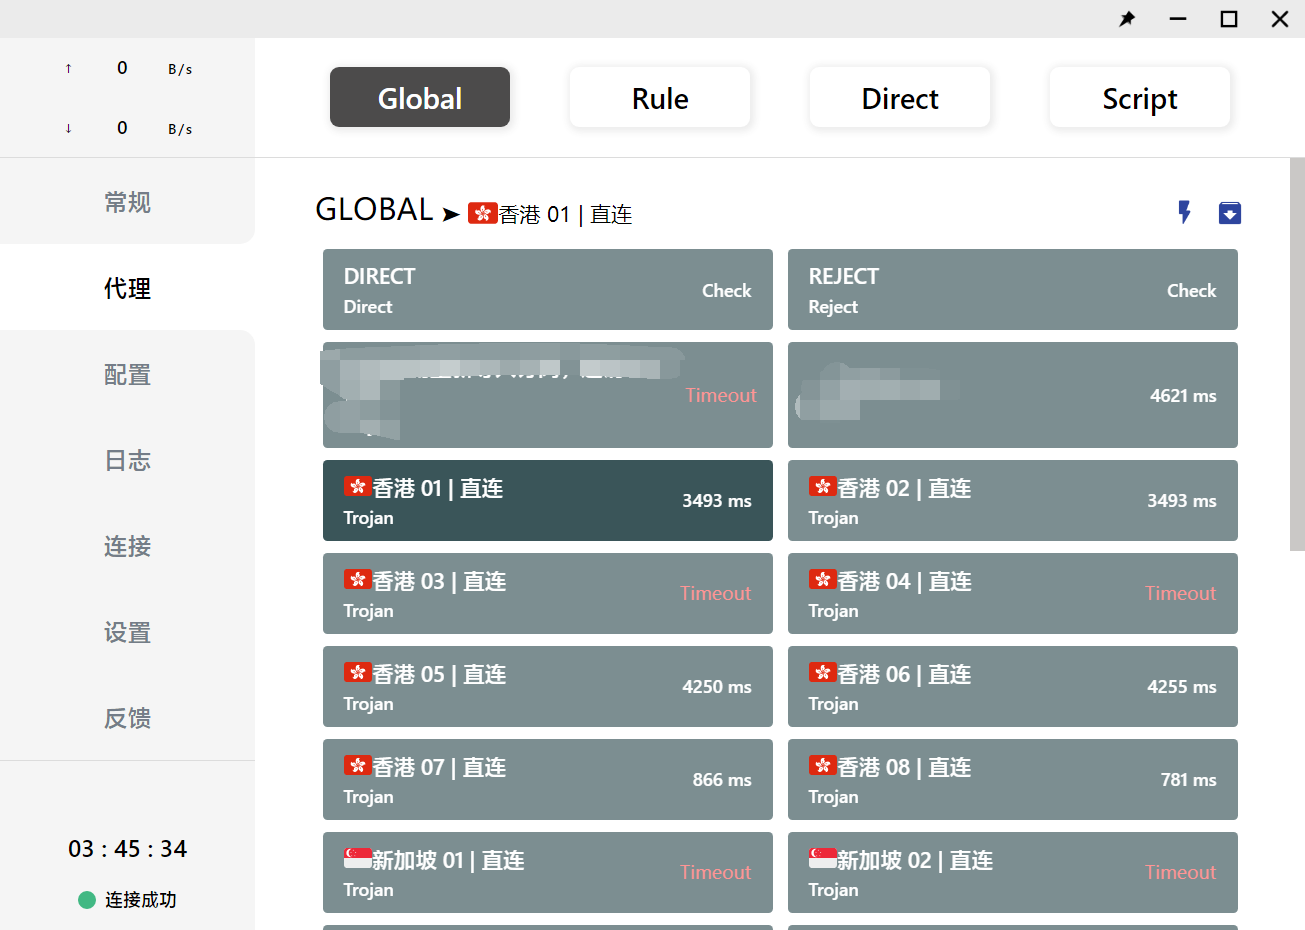 ↑ 0 B/s
↓ 0 B/s
常规
代理
配置
日志
连接
设置
反馈
03 : 45 : 34
连接成功
Global
Rule
Direct
Script
GLOBAL ➤ 香港 01 | 直连
DIRECT
Direct
Check
REJECT
Reject
Check
Timeout
4621 ms
香港 01 | 直连
Trojan
3493 ms
香港 02 | 直连
Trojan
3493 ms
香港 03 | 直连
Trojan
Timeout
香港 04 | 直连
Trojan
Timeout
香港 05 | 直连
Trojan
4250 ms
香港 06 | 直连
Trojan
4255 ms
香港 07 | 直连
Trojan
866 ms
香港 08 | 直连
Trojan
781 ms
新加坡 01 | 直连
Trojan
Timeout
新加坡 02 | 直连
Trojan
Timeout